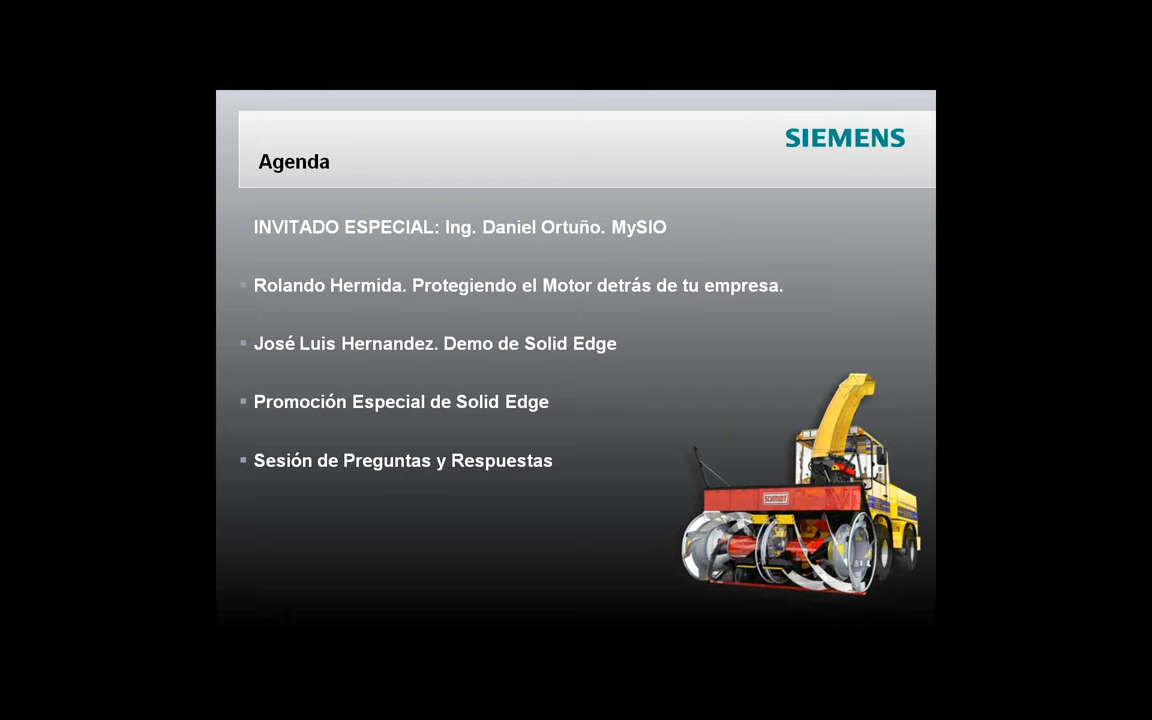 SIEMENS
Agenda
INVITADO ESPECIAL: Ing. Daniel Ortuño. MySIO
Rolando Hermida. Protegiendo el Motor detrás de tu empresa.
José Luis Hernandez. Demo de Solid Edge
Promoción Especial de Solid Edge
Sesión de Preguntas y Respuestas
SCHMIDT